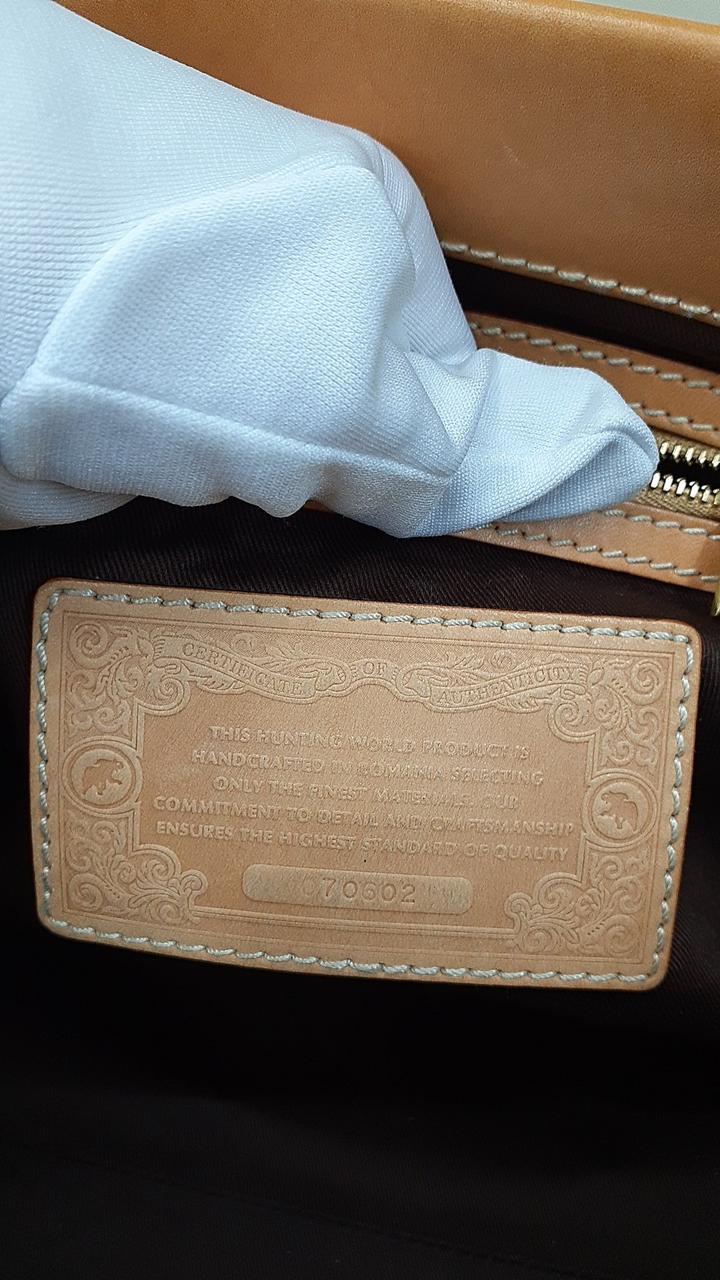 CERTIFICATE OF AUTHENTICITY
THIS HUNTING WORLD PRODUCT IS
HANDCRAFTED IN ROMANIA SELECTING
ONLY THE FINEST MATERIALS. OUR
COMMITMENT TO DETAIL AND CRAFTSMANSHIP
ENSURES THE HIGHEST STANDARD OF QUALITY
070602